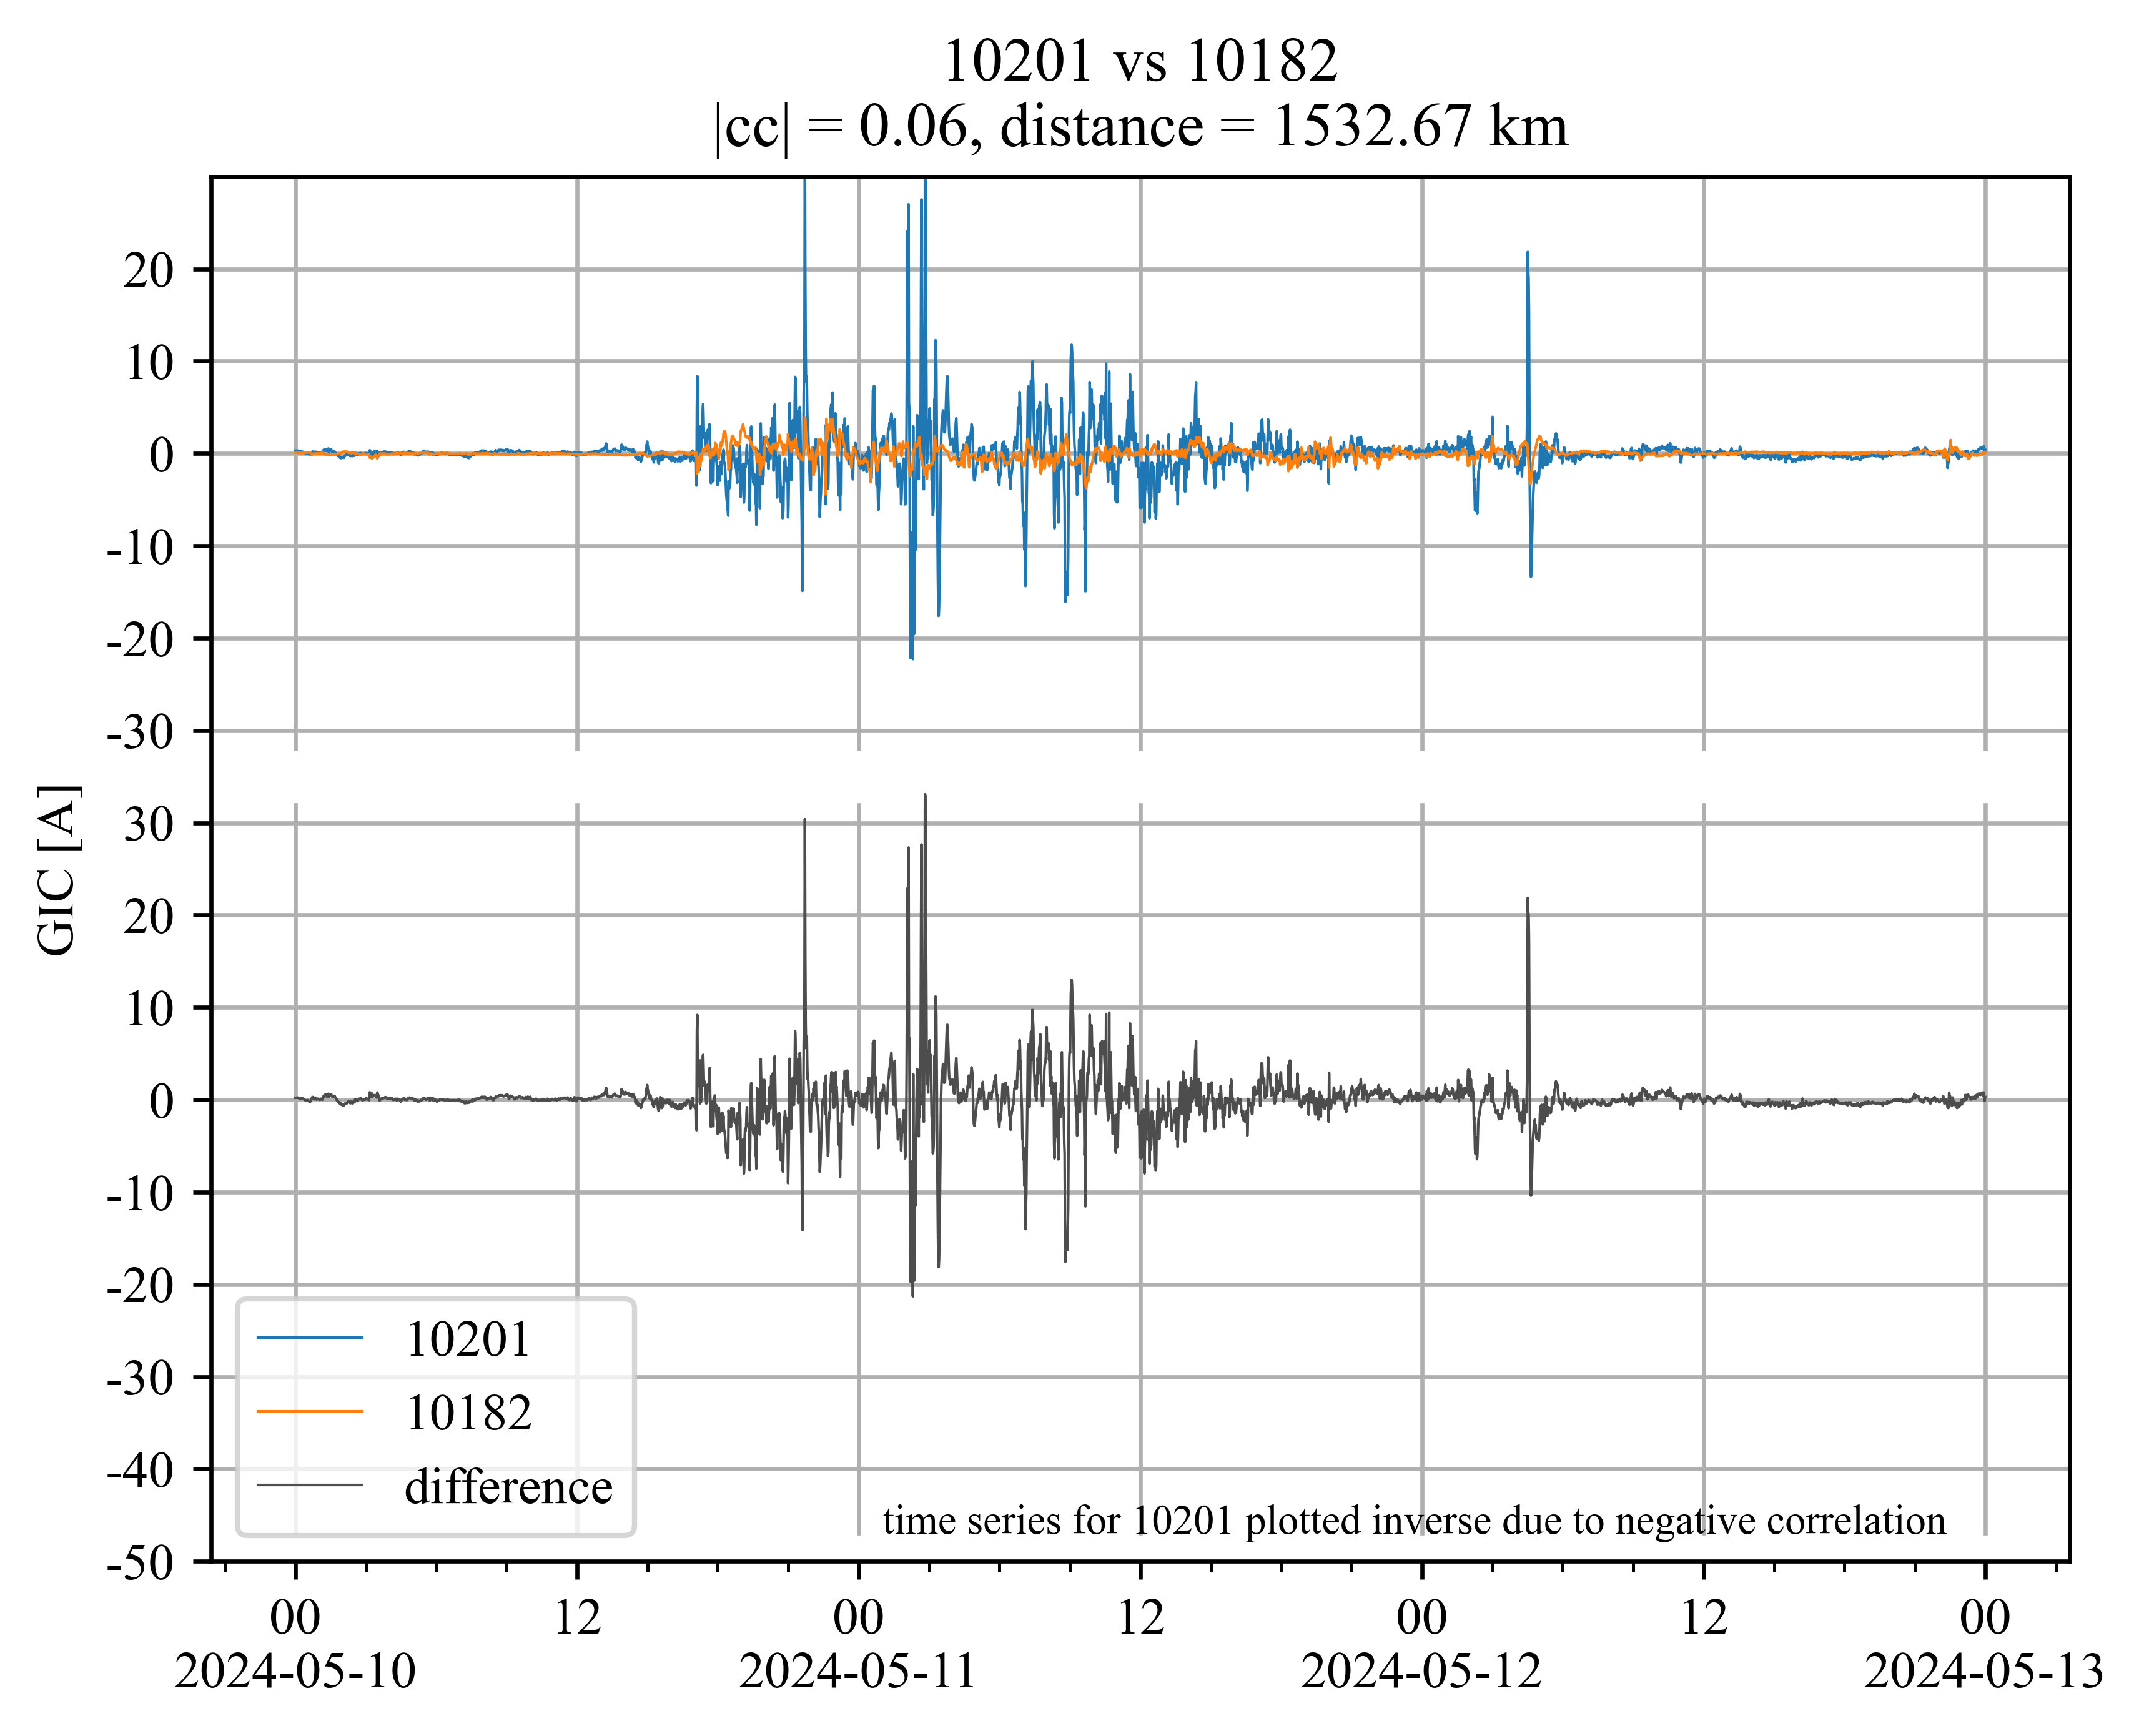 10201 vs 10182
|cc| = 0.06, distance = 1532.67 km
20
10
0
-10
-20
-30
30
20
10
0
-10
-20
-30
-40
-50
GIC [A]
10201
10182
difference
time series for 10201 plotted inverse due to negative correlation
00 12 00 12 00 12 00
2024-05-10 2024-05-11 2024-05-12 2024-05-13